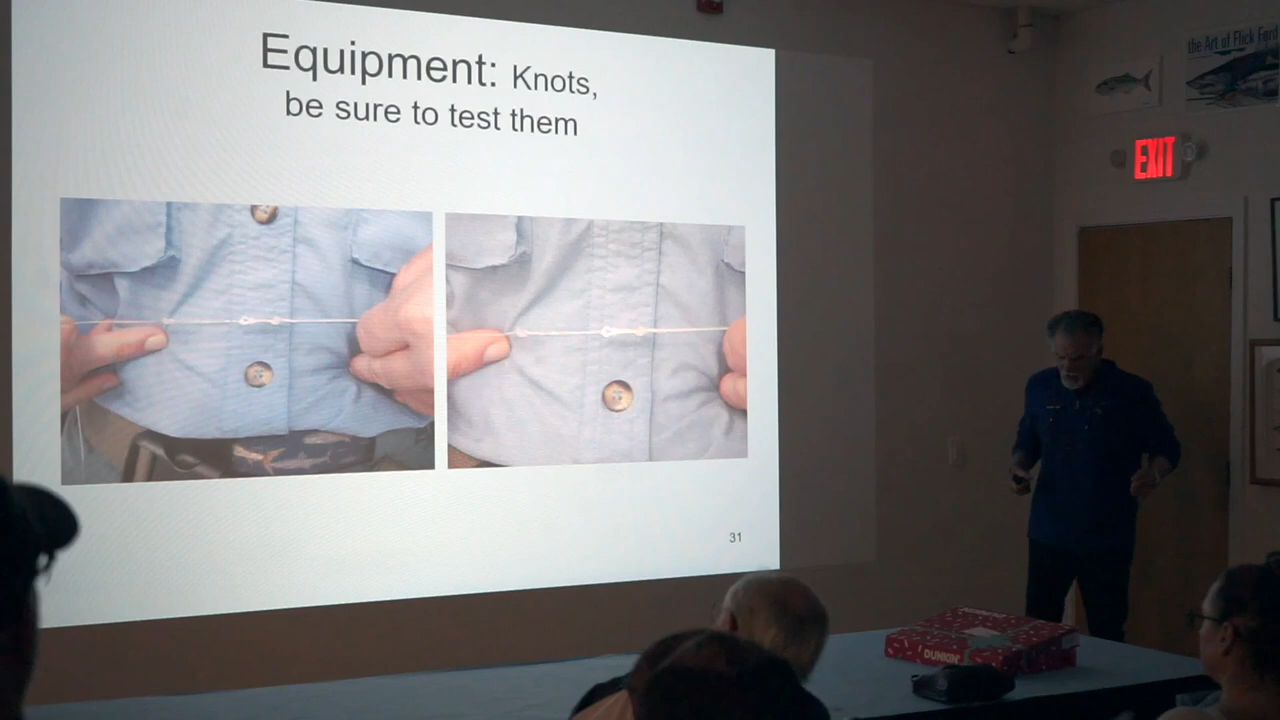 Equipment: Knots,
be sure to test them
31
the Art of Flick Ford
EXIT
DUNKIN'